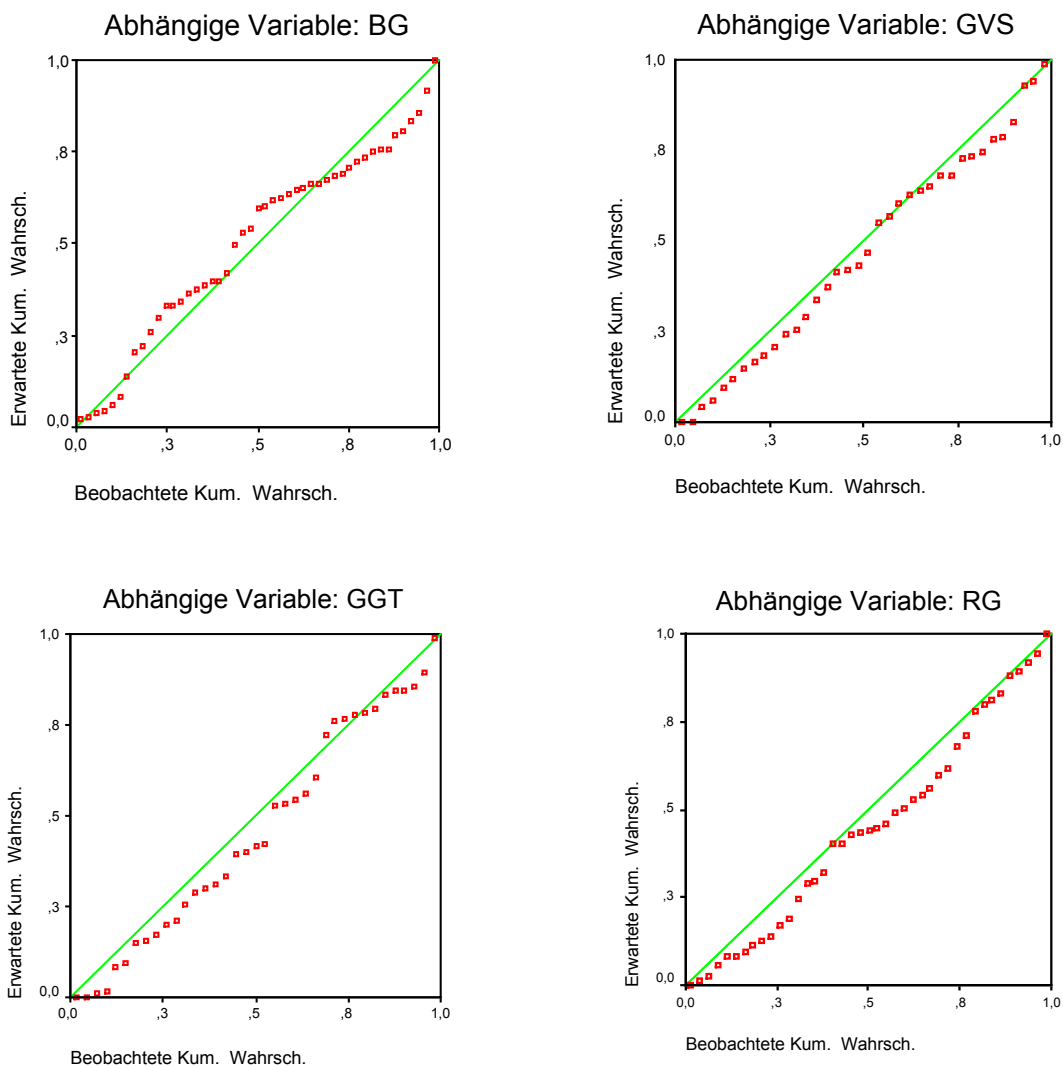 Abhängige Variable: BG
1,0
,8
,5
,3
0,0
Erwartete Kum. Wahrsch.
0,0 ,3 ,5 ,8 1,0
Beobachtete Kum. Wahrsch.
Abhängige Variable: GVS
1,0
,8
,5
,3
0,0
Erwartete Kum. Wahrsch.
0,0 ,3 ,5 ,8 1,0
Beobachtete Kum. Wahrsch.
Abhängige Variable: GGT
1,0
,8
,5
,3
0,0
Erwartete Kum. Wahrsch.
0,0 ,3 ,5 ,8 1,0
Beobachtete Kum. Wahrsch.
Abhängige Variable: RG
1,0
,8
,5
,3
0,0
Erwartete Kum. Wahrsch.
0,0 ,3 ,5 ,8 1,0
Beobachtete Kum. Wahrsch.